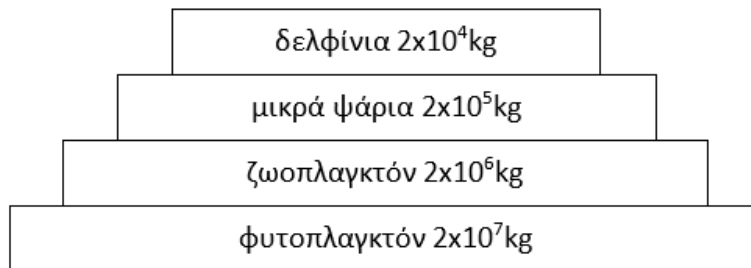 δελφίνια 2x10⁴kg
μικρά ψάρια 2x10⁵kg
ζωοπλαγκτόν 2x10⁶kg
φυτοπλαγκτόν 2x10⁷kg